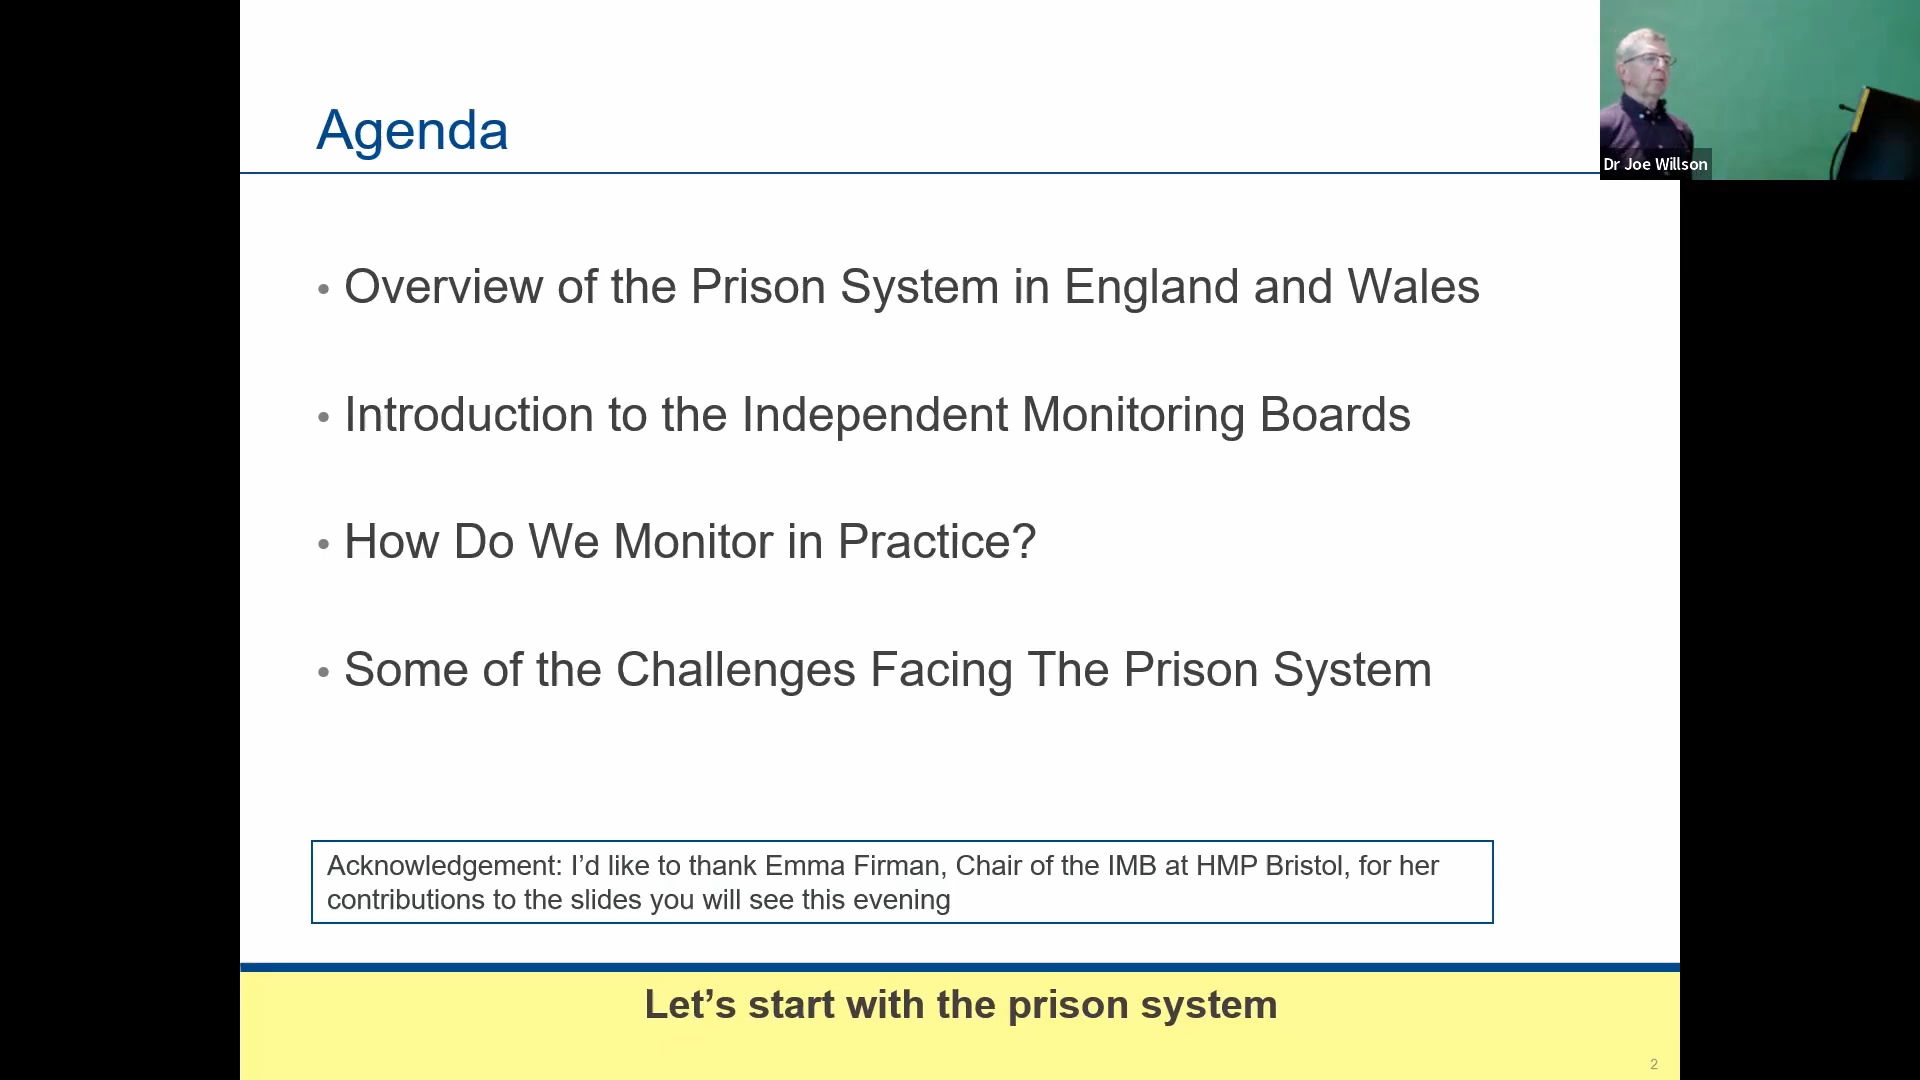 Agenda
Dr Joe Willson
• Overview of the Prison System in England and Wales
• Introduction to the Independent Monitoring Boards
• How Do We Monitor in Practice?
• Some of the Challenges Facing The Prison System
Acknowledgement: I’d like to thank Emma Firman, Chair of the IMB at HMP Bristol, for her
contributions to the slides you will see this evening
Let’s start with the prison system
2